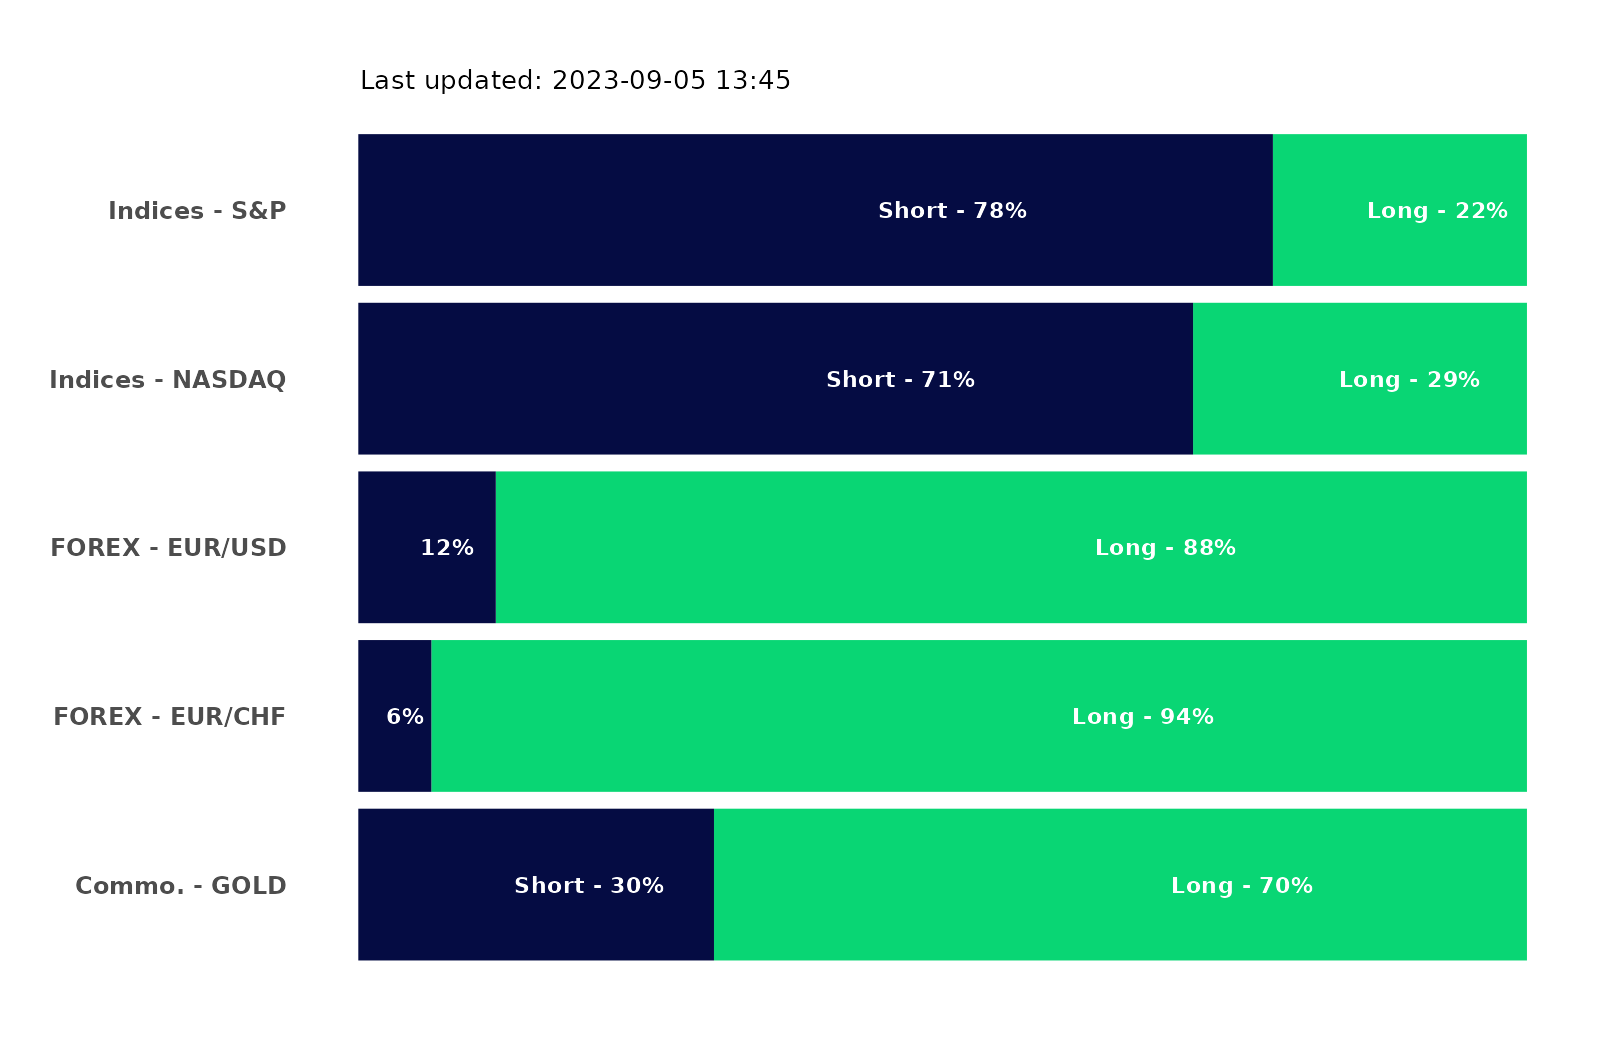 Last updated: 2023-09-05 13:45
Indices - S&P Short - 78% Long - 22%
Indices - NASDAQ Short - 71% Long - 29%
FOREX - EUR/USD 12% Long - 88%
FOREX - EUR/CHF 6% Long - 94%
Commo. - GOLD Short - 30% Long - 70%